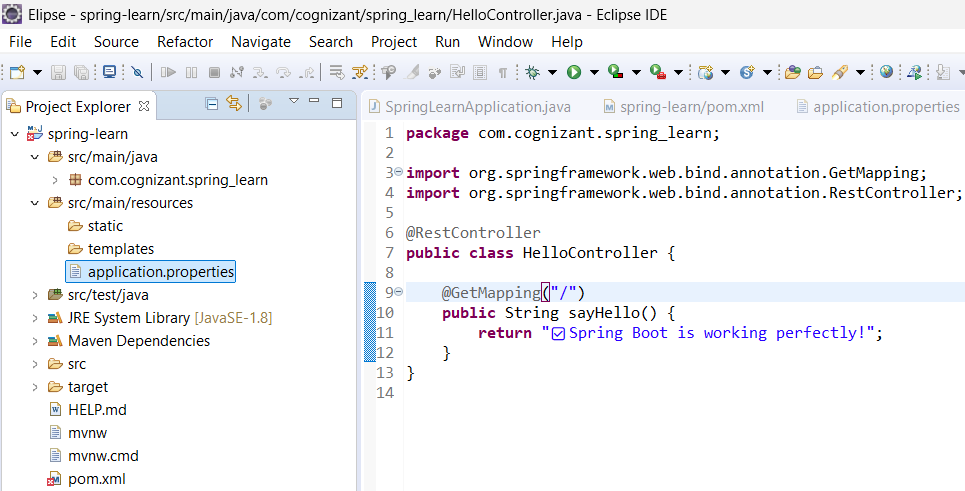 Elipse - spring-learn/src/main/java/com/cognizant/spring_learn/HelloController.java - Eclipse IDE
File Edit Source Refactor Navigate Search Project Run Window Help
Project Explorer
spring-learn
src/main/java
com.cognizant.spring_learn
src/main/resources
static
templates
application.properties
src/test/java
JRE System Library [JavaSE-1.8]
Maven Dependencies
src
target
HELP.md
mvnw
mvnw.cmd
pom.xml
SpringLearnApplication.java spring-learn/pom.xml application.properties
1 package com.cognizant.spring_learn;
2
3 import org.springframework.web.bind.annotation.GetMapping;
4 import org.springframework.web.bind.annotation.RestController;
5
6 @RestController
7 public class HelloController {
8
9 @GetMapping("/")
10 public String sayHello() {
11 return "☑Spring Boot is working perfectly!";
12 }
13 }
14